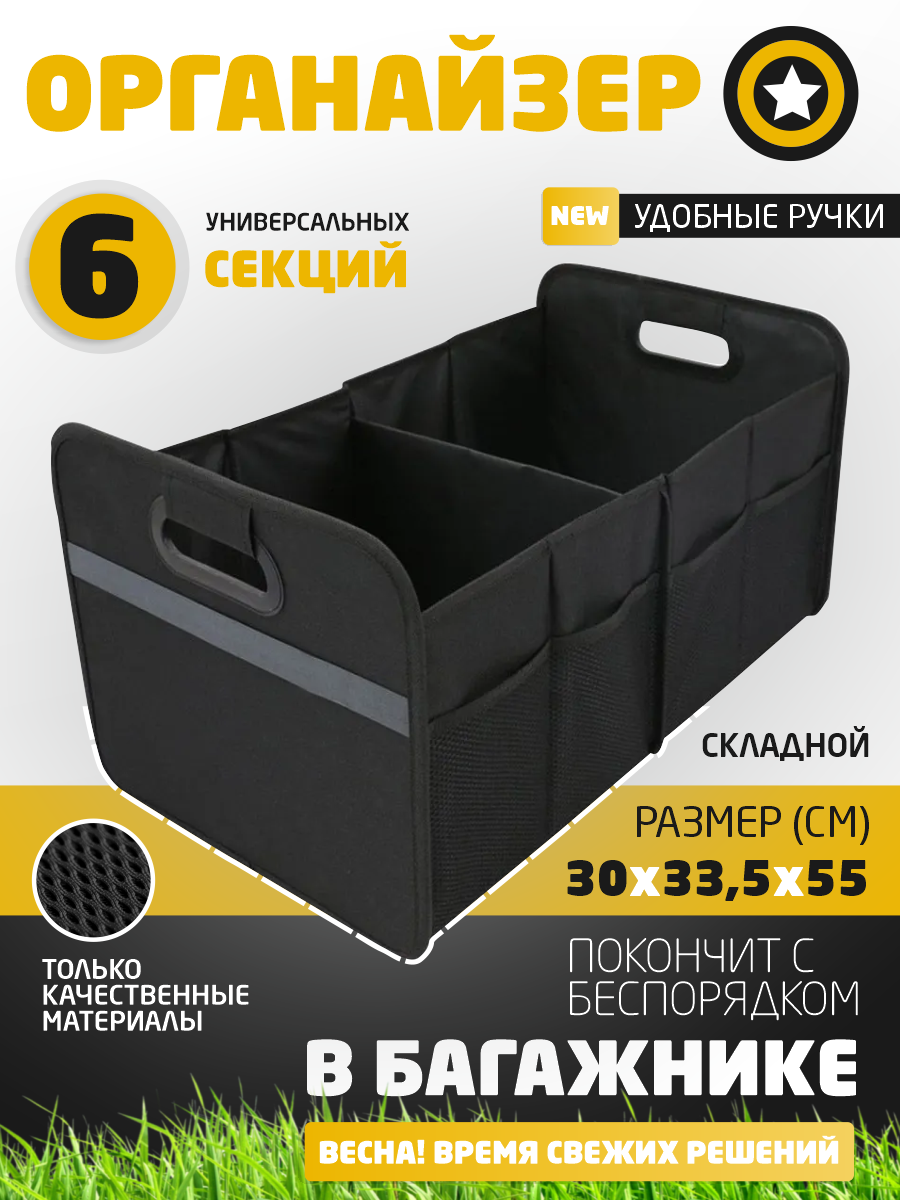 ОРГАНАЙЗЕР
6
УНИВЕРСАЛЬНЫХ
СЕКЦИЙ
NEW УДОБНЫЕ РУЧКИ
СКЛАДНОЙ
РАЗМЕР (СМ)
30x33,5x55
ТОЛЬКО
КАЧЕСТВЕННЫЕ
МАТЕРИАЛЫ
ПОКОНЧИТ С
БЕСПОРЯДКОМ
В БАГАЖНИКЕ
ВЕСНА! ВРЕМЯ СВЕЖИХ РЕШЕНИЙ